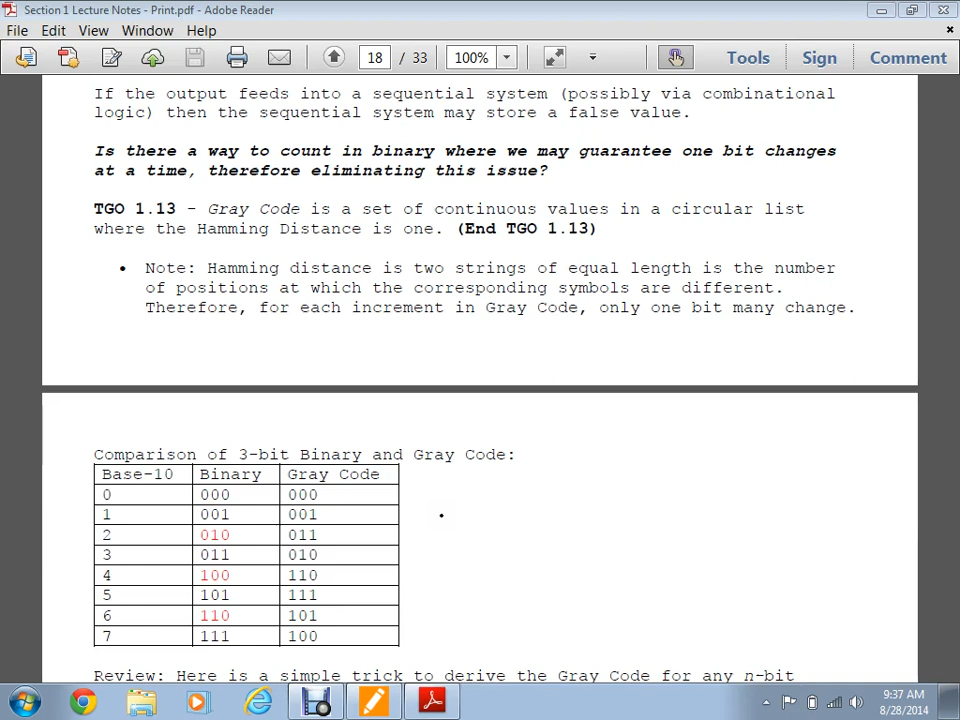 Section 1 Lecture Notes - Print.pdf - Adobe Reader
File Edit View Window Help
18 / 33 100% Tools Sign Comment
If the output feeds into a sequential system (possibly via combinational
logic) then the sequential system may store a false value.
Is there a way to count in binary where we may guarantee one bit changes
at a time, therefore eliminating this issue?
TGO 1.13 - Gray Code is a set of continuous values in a circular list
where the Hamming Distance is one. (End TGO 1.13)
• Note: Hamming distance is two strings of equal length is the number
of positions at which the corresponding symbols are different.
Therefore, for each increment in Gray Code, only one bit many change.
Comparison of 3-bit Binary and Gray Code:
Base-10 Binary Gray Code
0 000 000
1 001 001
2 010 011
3 011 010
4 100 110
5 101 111
6 110 101
7 111 100
Review: Here is a simple trick to derive the Gray Code for any n-bit
9:37 AM
8/28/2014